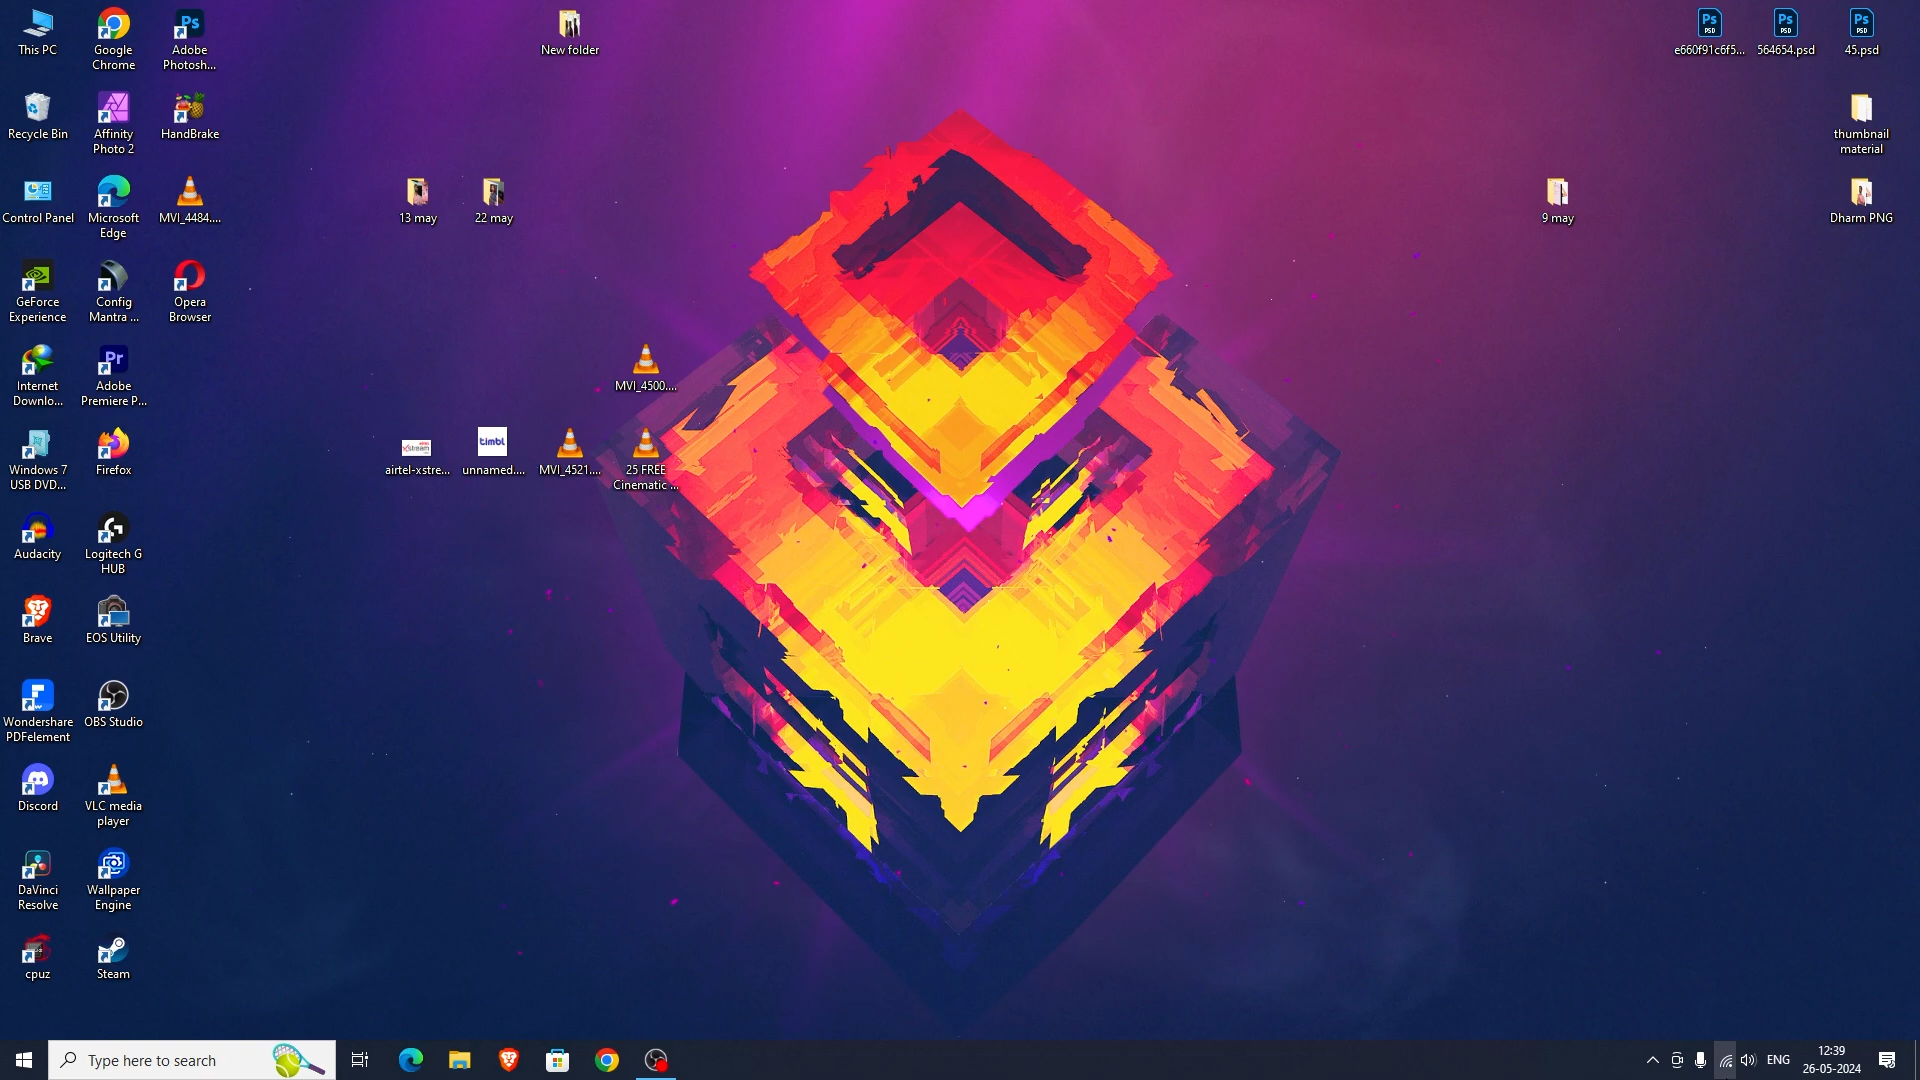 This PC
Google
Chrome
Adobe
Photosh...
New folder
e660f91c6f5...
564654.psd
45.psd
Recycle Bin
Affinity
Photo 2
HandBrake
thumbnail
material
Control Panel
Microsoft
Edge
MVI_4484....
13 may
22 may
9 may
Dharm PNG
GeForce
Experience
Config
Mantra ...
Opera
Browser
Internet
Downlo...
Adobe
Premiere P...
MVI_4500....
Windows 7
USB DVD...
Firefox
airtel-xstre...
timbl
unnamed....
MVI_4521....
25 FREE
Cinematic ...
Audacity
Logitech G
HUB
Brave
EOS Utility
Wondershare
PDFelement
OBS Studio
Discord
VLC media
player
DaVinci
Resolve
Wallpaper
Engine
cpuz
Steam
Type here to search
ENG
12:39
26-05-2024